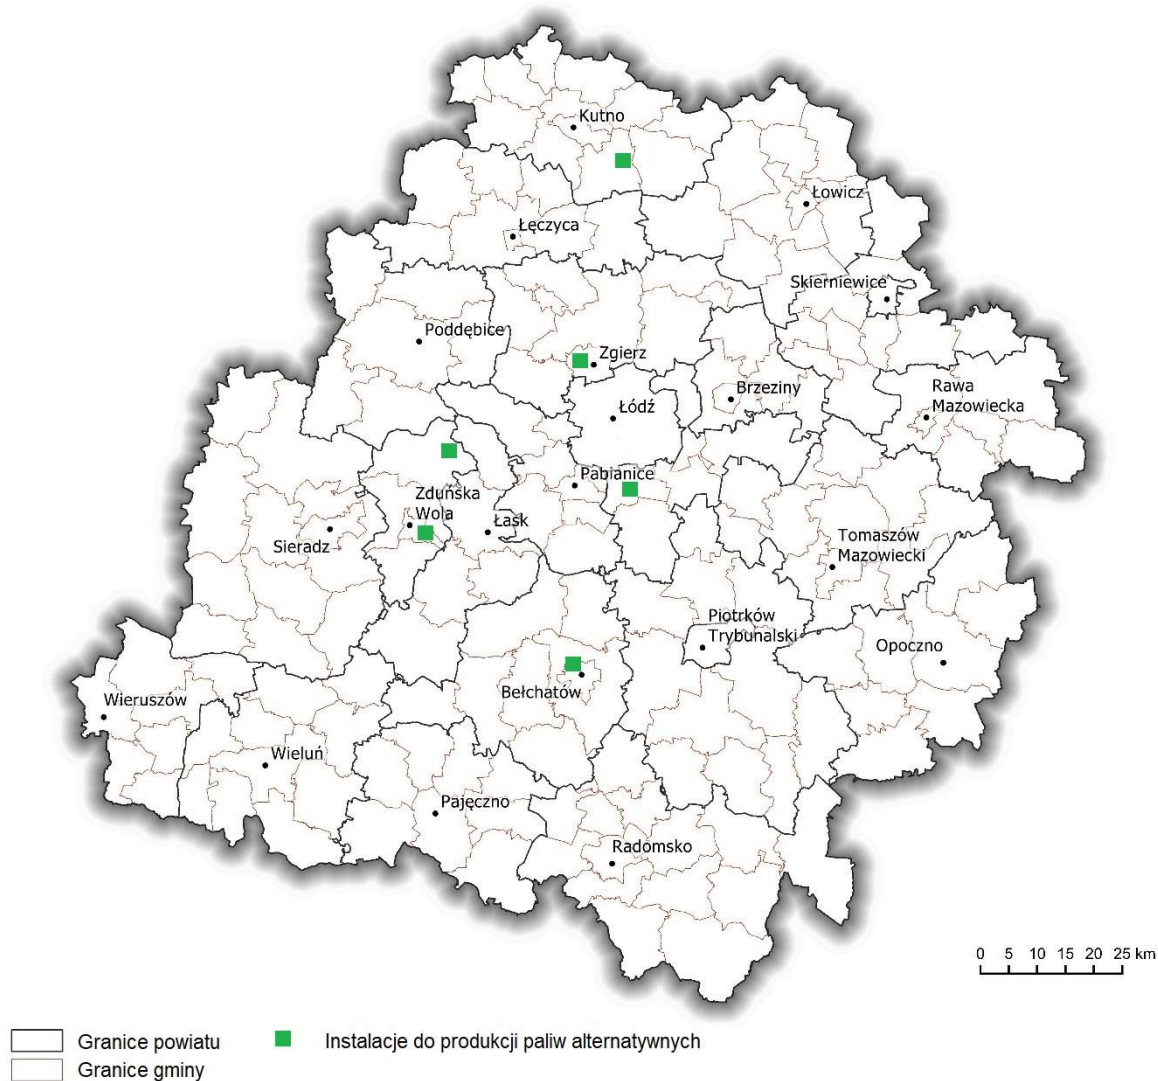 Kutno
Łowicz
Łęczyca
Skierniewice
Poddębice
Zgierz
Brzeziny
Rawa
Mazowiecka
Łódź
Pabianice
Zduńska
Wola
Łask
Sieradz
Tomaszów
Mazowiecki
Piotrków
Trybunalski
Opoczno
Bełchatów
Wieruszów
Wieluń
Pajęczno
Radomsko
0 5 10 15 20 25 km
Granice powiatu
Instalacje do produkcji paliw alternatywnych
Granice gminy